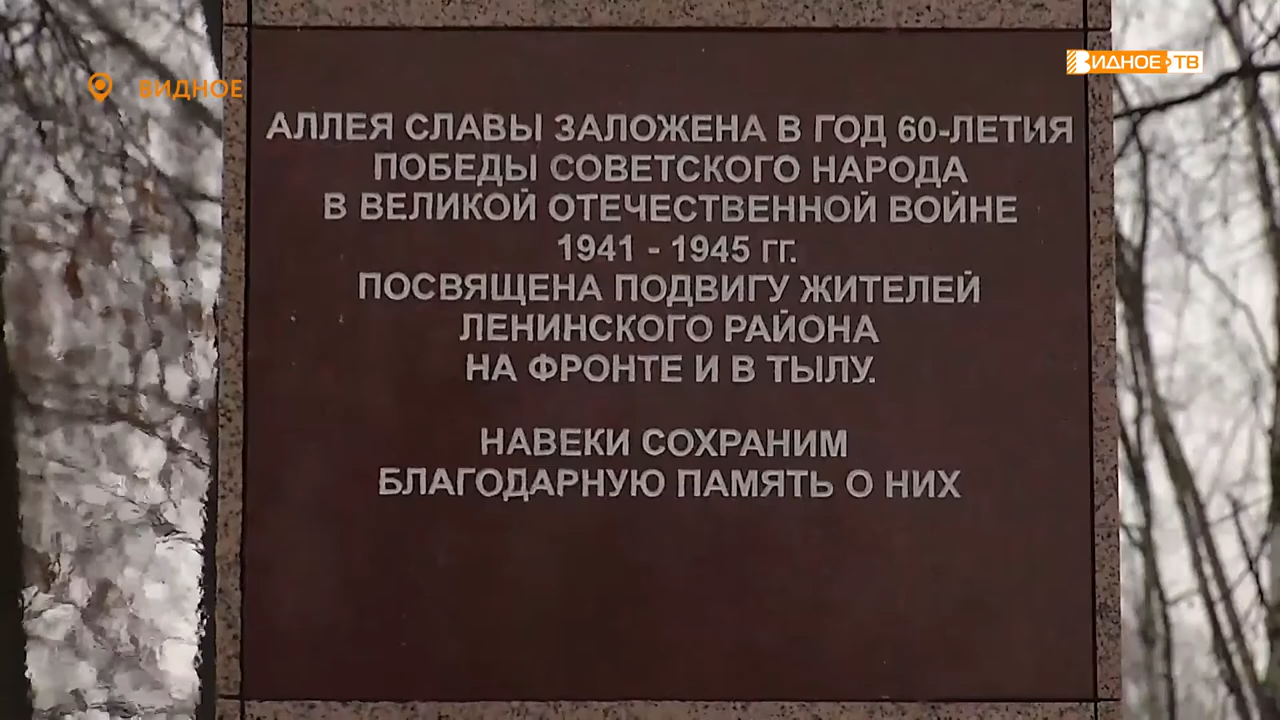 ВИДНОЕ
ВИДНОЕ ТВ
АЛЛЕЯ СЛАВЫ ЗАЛОЖЕНА В ГОД 60-ЛЕТИЯ
ПОБЕДЫ СОВЕТСКОГО НАРОДА
В ВЕЛИКОЙ ОТЕЧЕСТВЕННОЙ ВОЙНЕ
1941 - 1945 ГГ.
ПОСВЯЩЕНА ПОДВИГУ ЖИТЕЛЕЙ
ЛЕНИНСКОГО РАЙОНА
НА ФРОНТЕ И В ТЫЛУ.
НАВЕКИ СОХРАНИМ
БЛАГОДАРНУЮ ПАМЯТЬ О НИХ